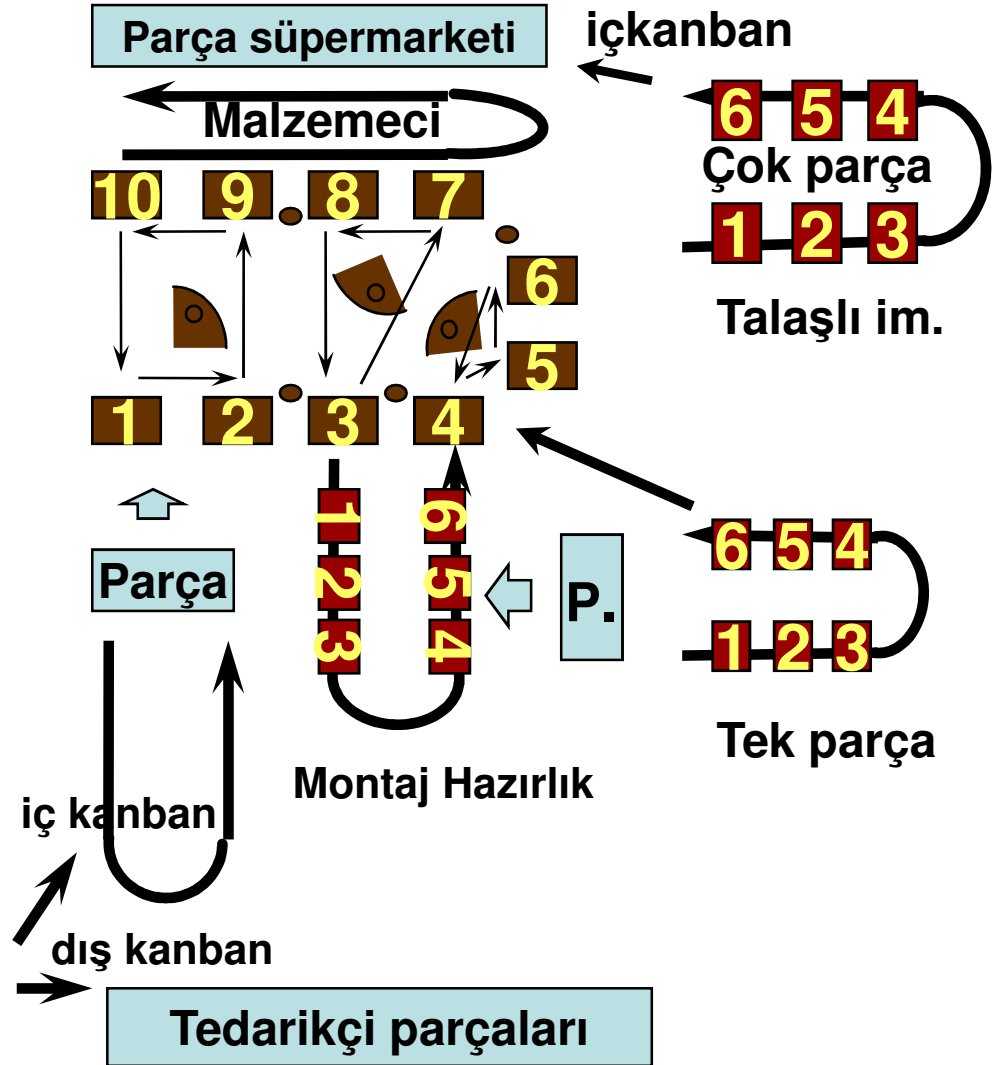 Parça süpermarketi
içkanban
Malzemeci
6 5 4
Çok parça
1 2 3
Talaşlı im.
10 9 8 7
6
5
1 2 3 4
1 6
2 5
3 4
Parça
P.
6 5 4
1 2 3
Tek parça
Montaj Hazırlık
iç kanban
dış kanban
Tedarikçi parçaları